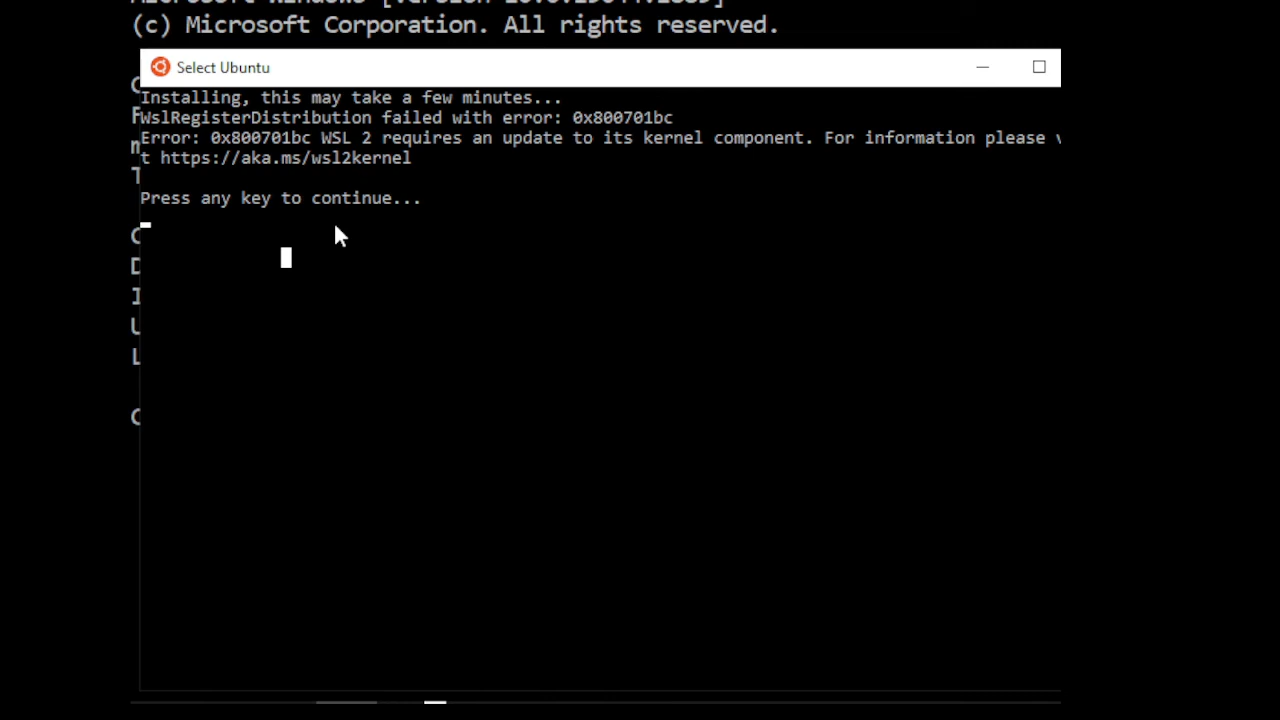 (c) Microsoft Corporation. All rights reserved.
Select Ubuntu
Installing, this may take a few minutes...
WslRegisterDistribution failed with error: 0x800701bc
Error: 0x800701bc WSL 2 requires an update to its kernel component. For information please v
t https://aka.ms/wsl2kernel
Press any key to continue...